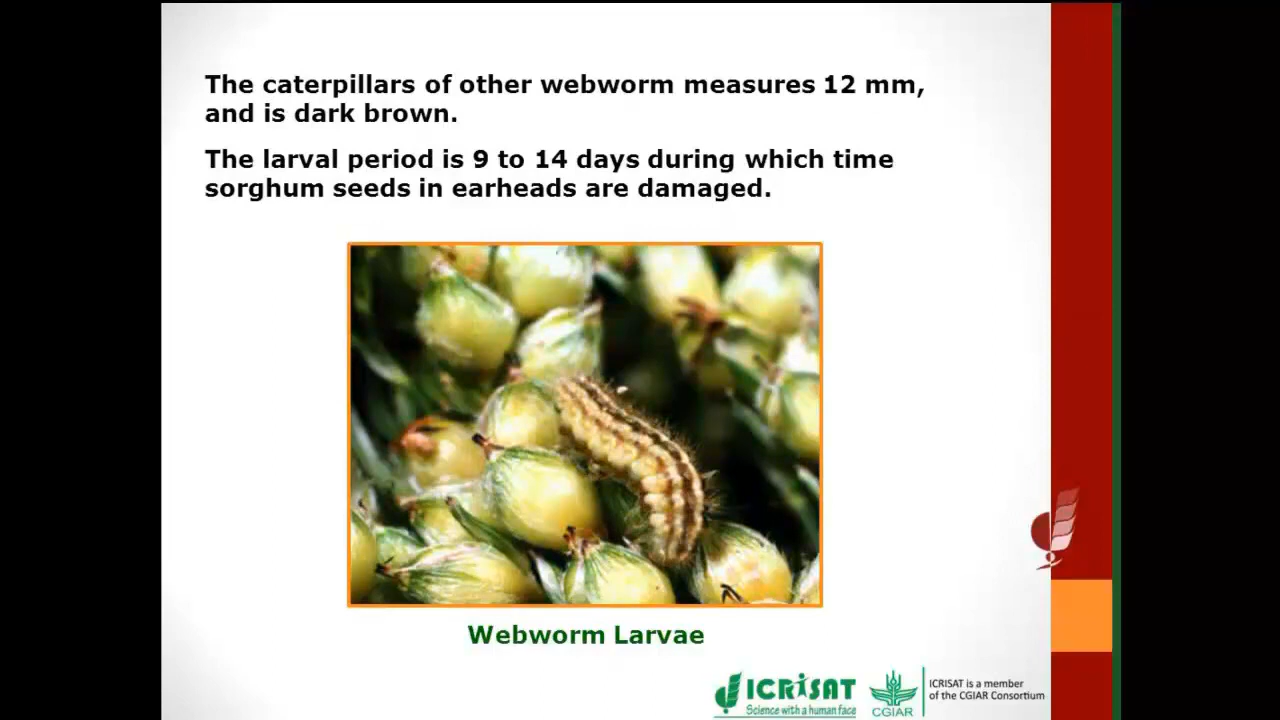 The caterpillars of other webworm measures 12 mm,
and is dark brown.
The larval period is 9 to 14 days during which time
sorghum seeds in earheads are damaged.
Webworm Larvae
ICRISAT
Science with a human face
CGIAR
ICRISAT is a member
of the CGIAR Consortium